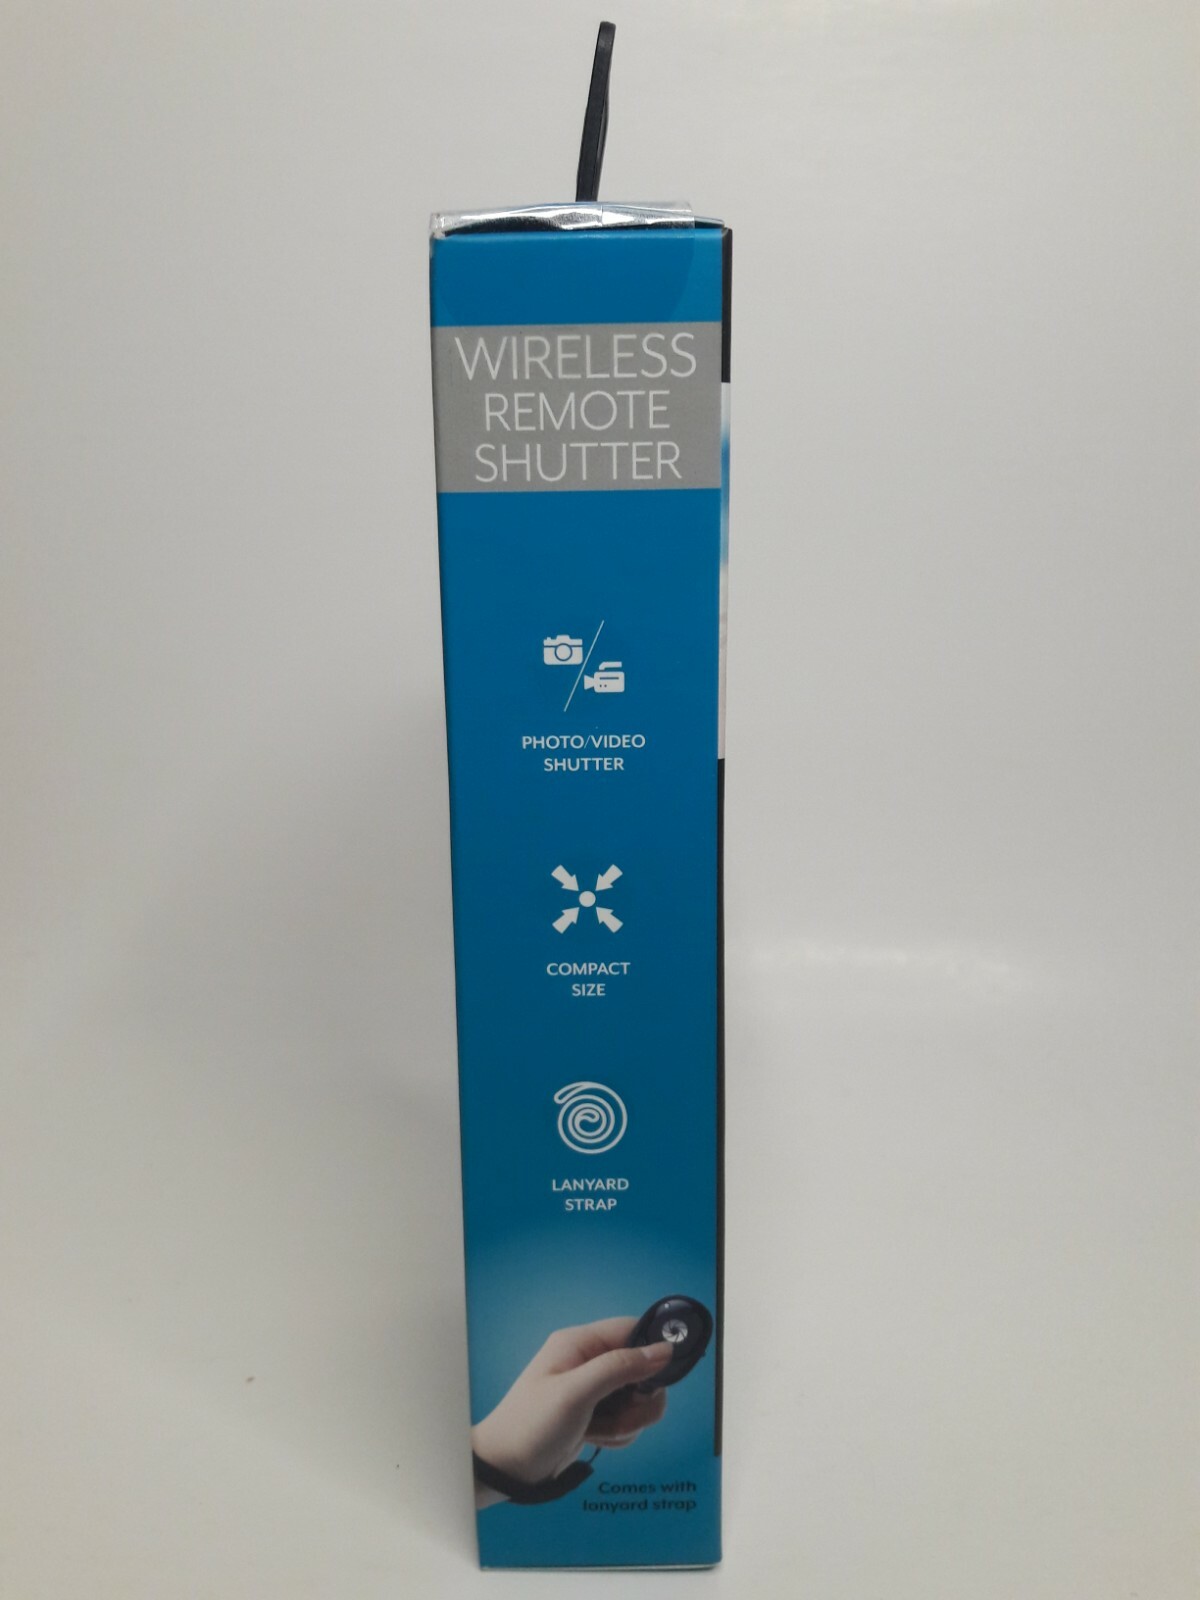 WIRELESS
REMOTE
SHUTTER
PHOTO/VIDEO
SHUTTER
COMPACT
SIZE
LANYARD
STRAP
Comes with
lanyard strap